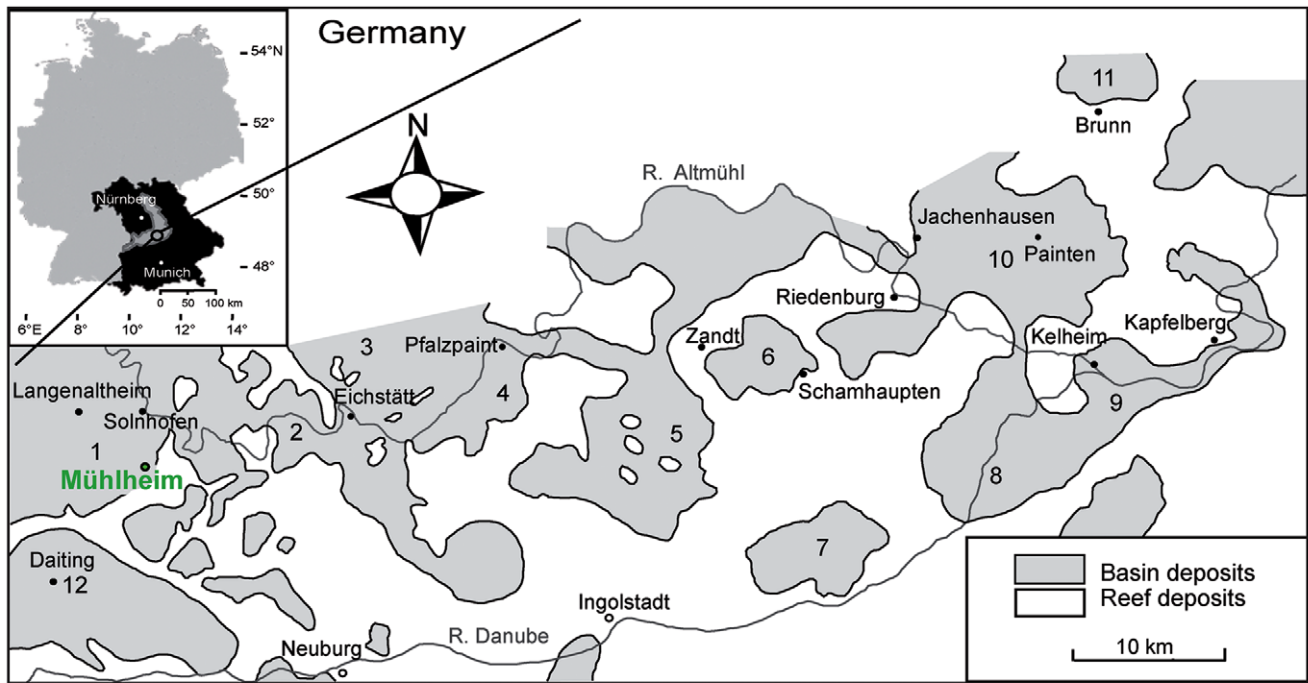 Germany
54°N
52°
50°
48°
Nürnberg
Munich
0 50 100
km
6°E 8° 10° 12° 14°
N
R. Altmühl
11
Brunn
Jachenhausen
10
Painten
Riedenburg
Kelheim
Kapfelberg
3
Pfalzpaint
Zandt
6
Schamhaupten
4
Langenaltheim
Eichstätt
Solnhofen
2
5
9
1
Mühlheim
8
7
Daiting
12
Ingolstadt
R. Danube
Neuburg
Basin deposits
Reef deposits
10 km